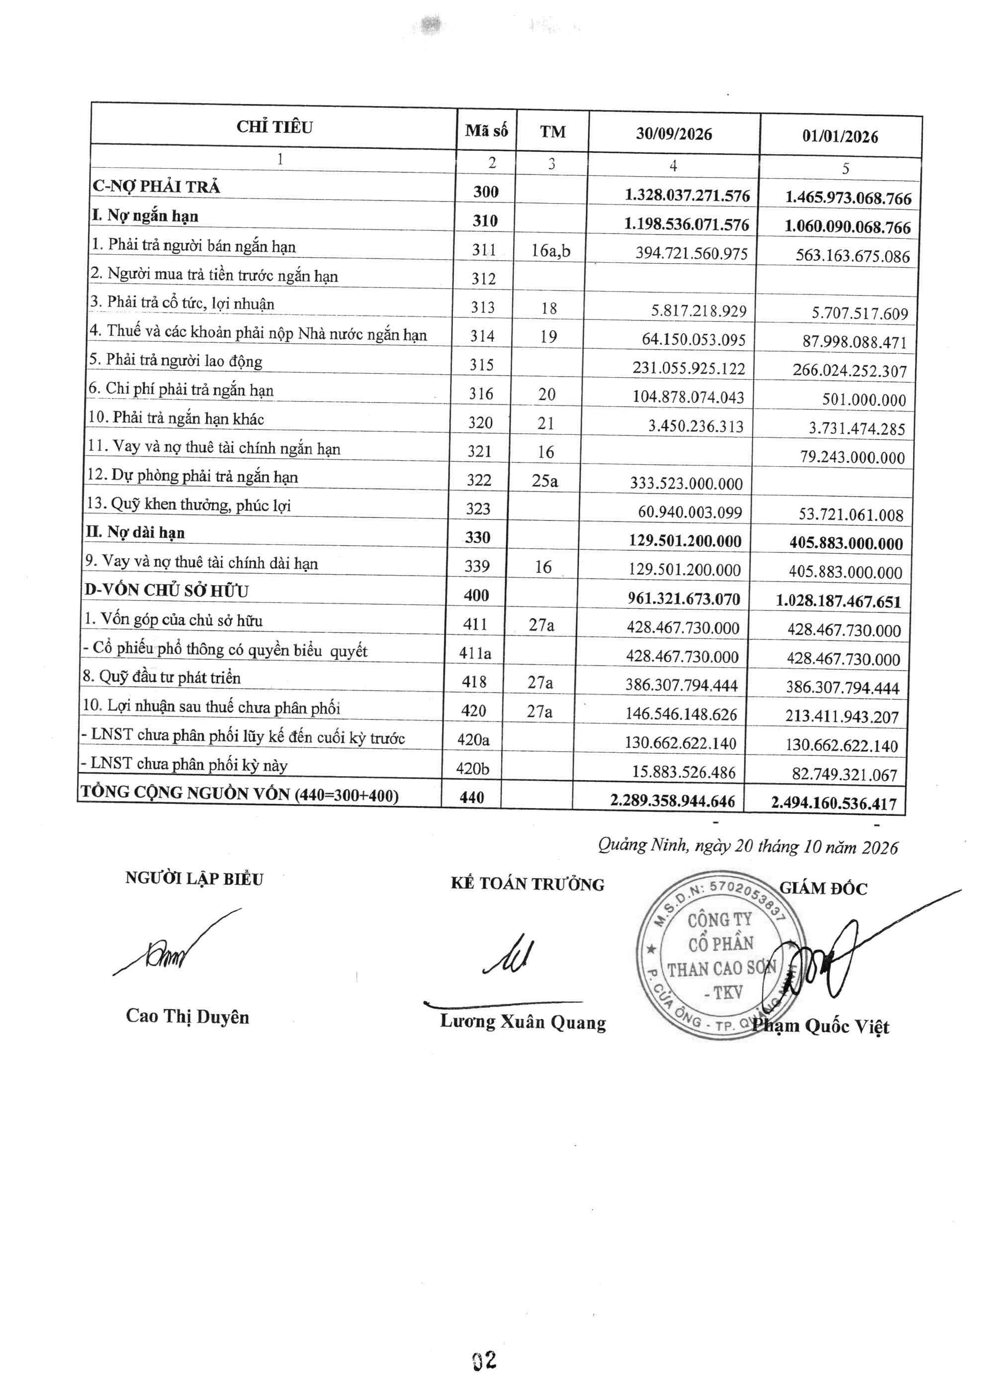 CHỈ TIÊU Mã số TM 30/09/2026 01/01/2026
1 2 3 4 5
C-NỢ PHẢI TRẢ 300 1.328.037.271.576 1.465.973.068.766
I. Nợ ngắn hạn 310 1.198.536.071.576 1.060.090.068.766
1. Phải trả người bán ngắn hạn 311 16a,b 394.721.560.975 563.163.675.086
2. Người mua trả tiền trước ngắn hạn 312
3. Phải trả cổ tức, lợi nhuận 313 18 5.817.218.929 5.707.517.609
4. Thuế và các khoản phải nộp Nhà nước ngắn hạn 314 19 64.150.053.095 87.998.088.471
5. Phải trả người lao động 315 231.055.925.122 266.024.252.307
6. Chi phí phải trả ngắn hạn 316 20 104.878.074.043 501.000.000
10. Phải trả ngắn hạn khác 320 21 3.450.236.313 3.731.474.285
11. Vay và nợ thuê tài chính ngắn hạn 321 16 79.243.000.000
12. Dự phòng phải trả ngắn hạn 322 25a 333.523.000.000
13. Quỹ khen thưởng, phúc lợi 323 60.940.003.099 53.721.061.008
II. Nợ dài hạn 330 129.501.200.000 405.883.000.000
9. Vay và nợ thuê tài chính dài hạn 339 16 129.501.200.000 405.883.000.000
D-VỐN CHỦ SỞ HỮU 400 961.321.673.070 1.028.187.467.651
1. Vốn góp của chủ sở hữu 411 27a 428.467.730.000 428.467.730.000
- Cổ phiếu phổ thông có quyền biểu quyết 411a 428.467.730.000 428.467.730.000
8. Quỹ đầu tư phát triển 418 27a 386.307.794.444 386.307.794.444
10. Lợi nhuận sau thuế chưa phân phối 420 27a 146.546.148.626 213.411.943.207
- LNST chưa phân phối lũy kế đến cuối kỳ trước 420a 130.662.622.140 130.662.622.140
- LNST chưa phân phối kỳ này 420b 15.883.526.486 82.749.321.067
TỔNG CỘNG NGUỒN VỐN (440=300+400) 440 2.289.358.944.646 2.494.160.536.417
- -
Quảng Ninh, ngày 20 tháng 10 năm 2026
NGƯỜI LẬP BIỂU KẾ TOÁN TRƯỞNG GIÁM ĐỐC
M.S.D.N: 5702053837
CÔNG TY
CỔ PHẦN
THAN CAO SƠN
- TKV
P. CỬA ÔNG - TP. QUẢNG NINH
Cao Thị Duyên Lương Xuân Quang Phạm Quốc Việt
02